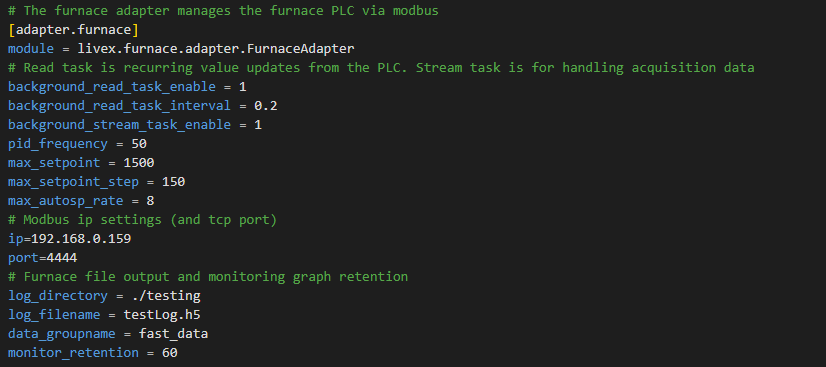 # The furnace adapter manages the furnace PLC via modbus
[adapter.furnace]
module = livex.furnace.adapter.FurnaceAdapter
# Read task is recurring value updates from the PLC. Stream task is for handling acquisition data
background_read_task_enable = 1
background_read_task_interval = 0.2
background_stream_task_enable = 1
pid_frequency = 50
max_setpoint = 1500
max_setpoint_step = 150
max_autosp_rate = 8
# Modbus ip settings (and tcp port)
ip=192.168.0.159
port=4444
# Furnace file output and monitoring graph retention
log_directory = ./testing
log_filename = testLog.h5
data_groupname = fast_data
monitor_retention = 60